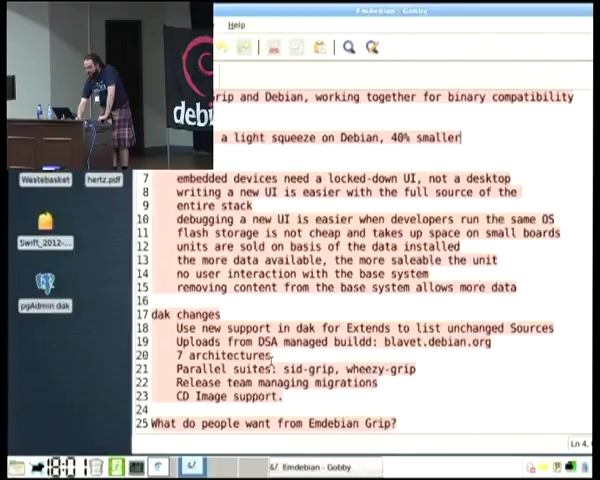 Emdebian - Gobby
Help
rip and Debian, working together for binary compatibility
a light squeeze on Debian, 40% smaller
debi
Wastebasket
hertz.pdf
Swift_2012-...
pgAdmin dak
7 embedded devices need a locked-down UI, not a desktop
8 writing a new UI is easier with the full source of the
9 entire stack
10 debugging a new UI is easier when developers run the same OS
11 flash storage is not cheap and takes up space on small boards
12 units are sold on basis of the data installed
13 the more data available, the more saleable the unit
14 no user interaction with the base system
15 removing content from the base system allows more data
16
17 dak changes
18 Use new support in dak for Extends to list unchanged Sources
19 Uploads from DSA managed buildd: blavet.debian.org
20 7 architectures
21 Parallel suites: sid-grip, wheezy-grip
22 Release team managing migrations
23 CD Image support.
24
25 What do people want from Emdebian Grip?
Ln 4,
18:01
Emdebian - Gobby